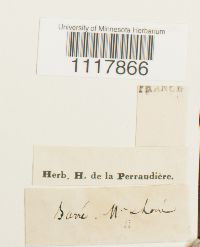 University of Minnesota Herbarium
1117866
FRANCE
Herb. H. de la Perraudière.